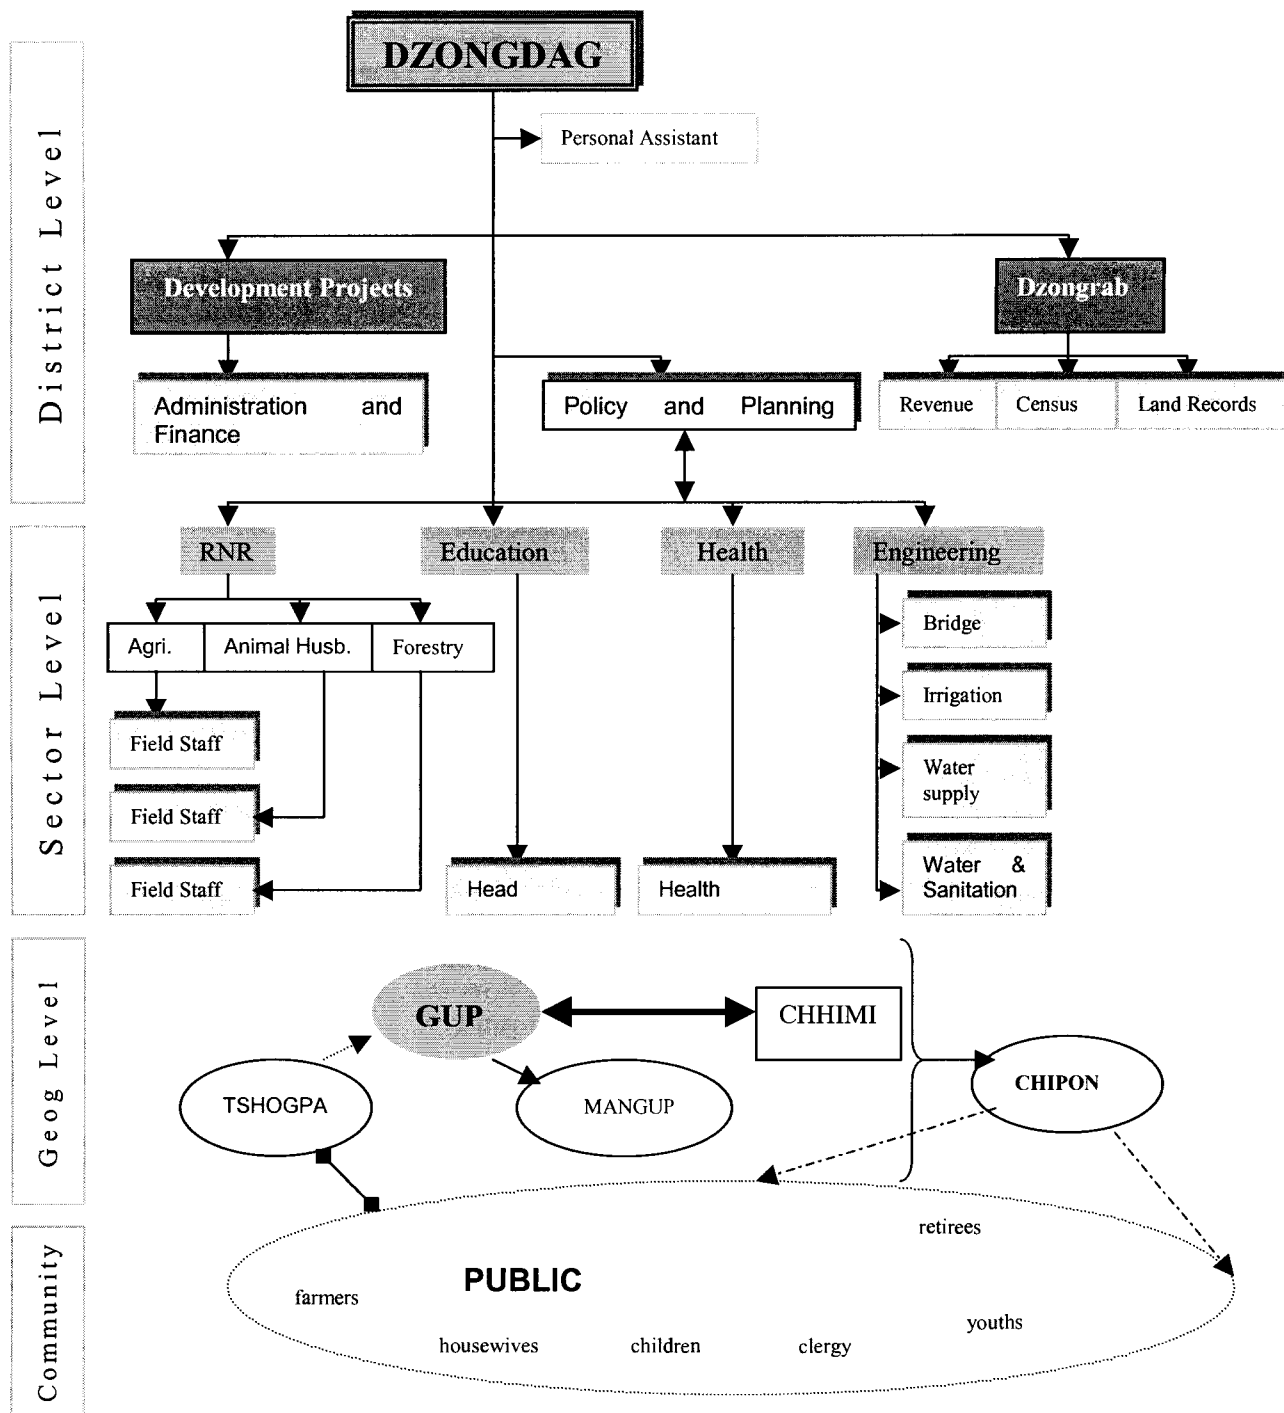 DZONGDAG
Personal Assistant
District Level
Development Projects
Dzongrab
Administration and
Finance
Policy and Planning
Revenue
Census
Land Records
Sector Level
RNR
Education
Health
Engineering
Agri.
Animal Husb.
Forestry
Bridge
Irrigation
Field Staff
Water
supply
Field Staff
Field Staff
Head
Health
Water &
Sanitation
Geog Level
GUP
CHHIMI
TSHOGPA
MANGUP
CHIPON
Community
retirees
PUBLIC
farmers
youths
housewives
children
clergy